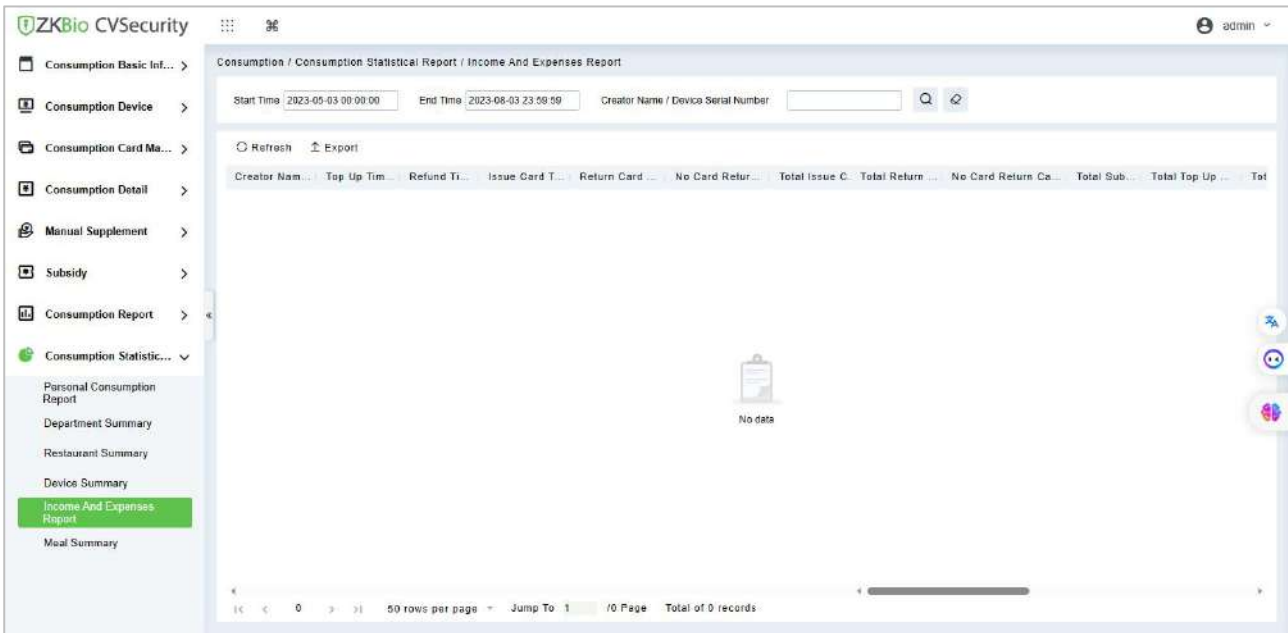 ZKBio CVSecurity
admin
Consumption Basic Inf...
Consumption Device
Consumption Card Ma...
Consumption Detail
Manual Supplement
Subsidy
Consumption Report
Consumption Statistic...
Personal Consumption
Report
Department Summary
Restaurant Summary
Device Summary
Income And Expenses
Report
Meal Summary
Consumption / Consumption Statistical Report / Income And Expenses Report
Start Time 2023-05-03 00:00:00 End Time 2023-08-03 23:59:59 Creator Name / Device Serial Number
Refresh Export
Creator Nam... Top Up Tim... Refund Ti... Issue Card T... Return Card ... No Card Retur... Total Issue C... Total Return ... No Card Return Ca... Total Sub... Total Top Up ... Tot
No data
0 50 rows per page Jump To 1 /0 Page Total of 0 records